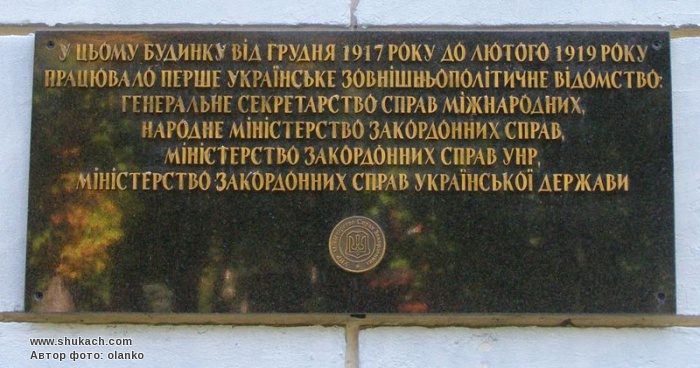 У ЦЬОМУ БУДИНКУ ВІД ГРУДНЯ 1917 РОКУ ДО ЛЮТОГО 1919 РОКУ
ПРАЦЮВАЛО ПЕРШЕ УКРАЇНСЬКЕ ЗОВНІШНЬОПОЛІТИЧНЕ ВІДОМСТВО:
ГЕНЕРАЛЬНЕ СЕКРЕТАРСТВО СПРАВ МІЖНАРОДНИХ,
НАРОДНЕ МІНІСТЕРСТВО ЗАКОРДОННИХ СПРАВ,
МІНІСТЕРСТВО ЗАКОРДОННИХ СПРАВ УНР,
МІНІСТЕРСТВО ЗАКОРДОННИХ СПРАВ УКРАЇНСЬКОЇ ДЕРЖАВИ
www.shukach.com
Автор фото: olanko